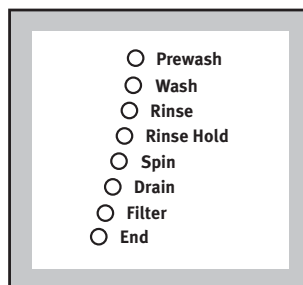 Prewash
Wash
Rinse
Rinse Hold
Spin
Drain
Filter
End